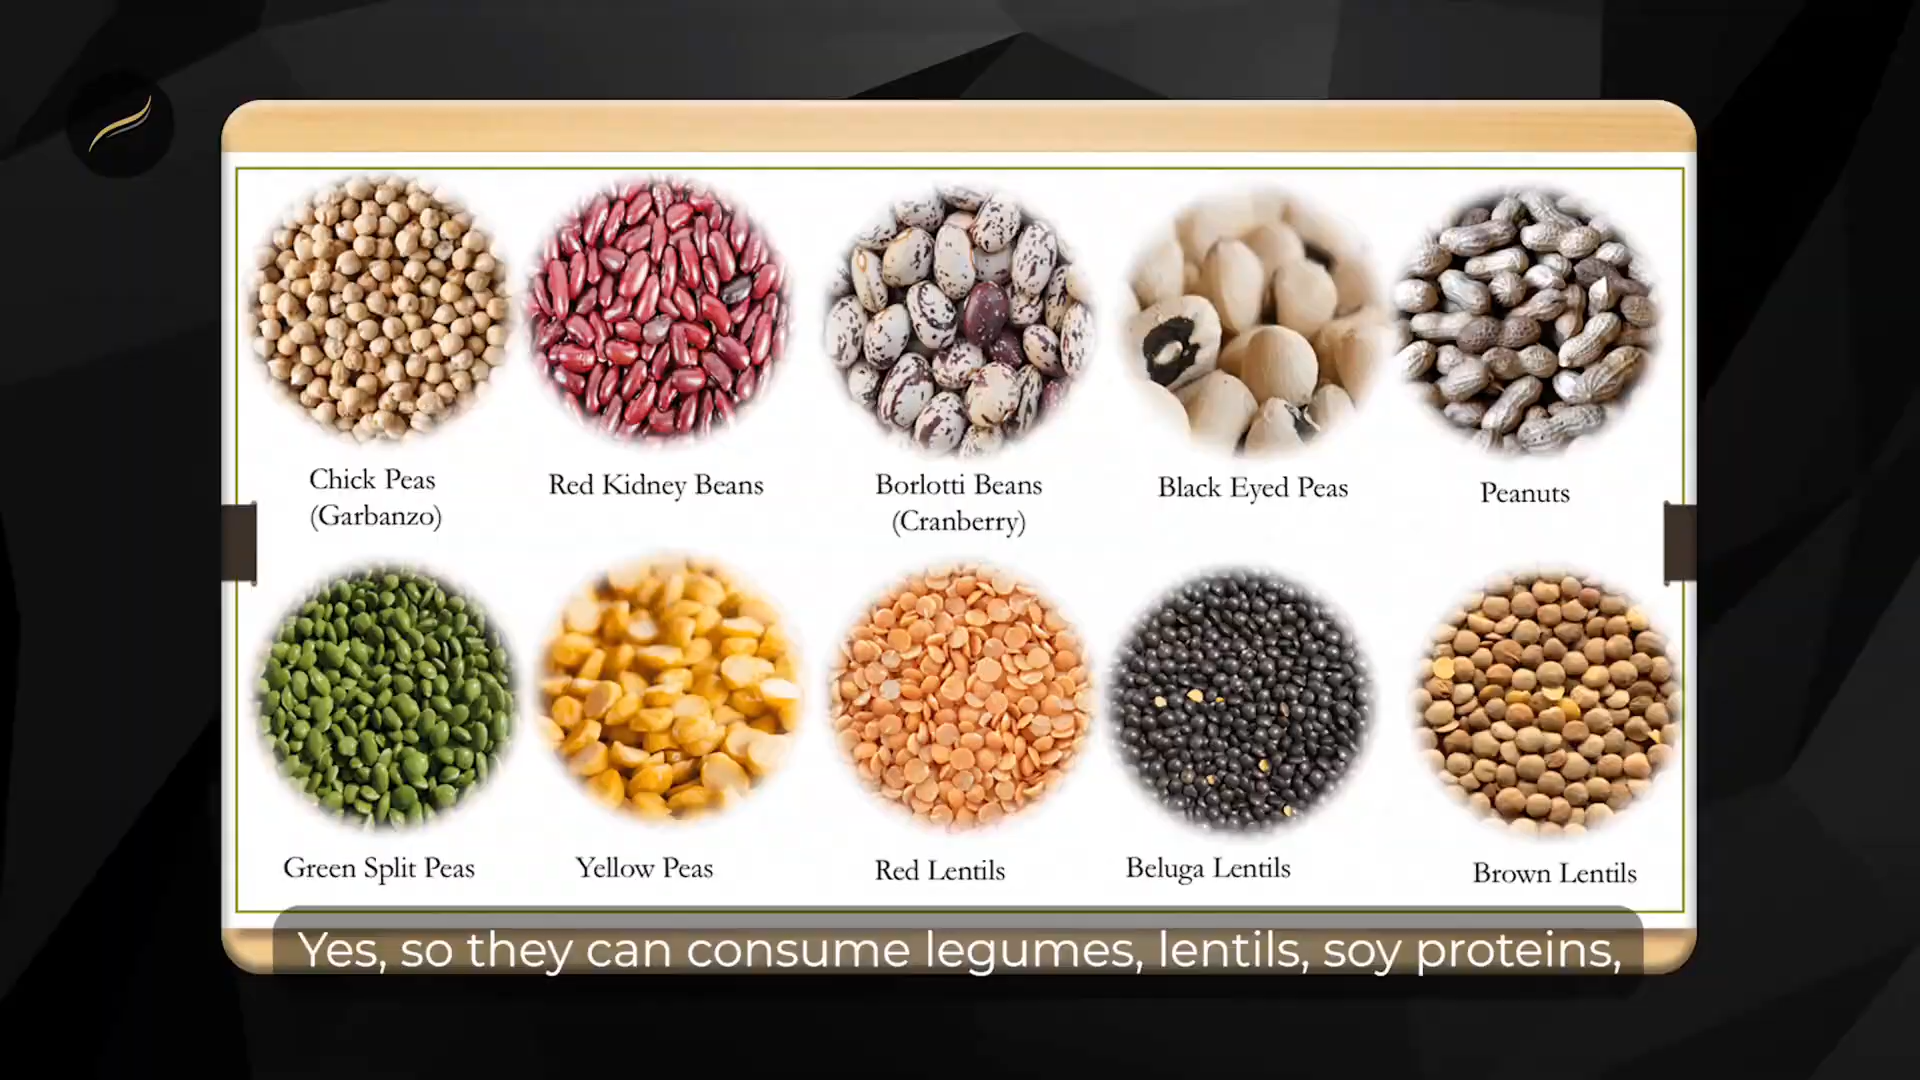 Chick Peas
(Garbanzo)
Red Kidney Beans
Borlotti Beans
(Cranberry)
Black Eyed Peas
Peanuts
Green Split Peas
Yellow Peas
Red Lentils
Beluga Lentils
Brown Lentils
Yes, so they can consume legumes, lentils, soy proteins,